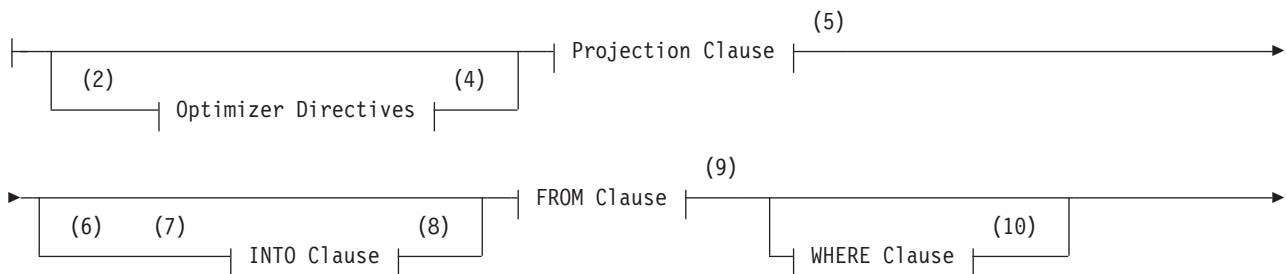 (5)
Projection Clause
(2) (4)
Optimizer Directives
(9)
FROM Clause
(6) (7) (8) (10)
INTO Clause WHERE Clause